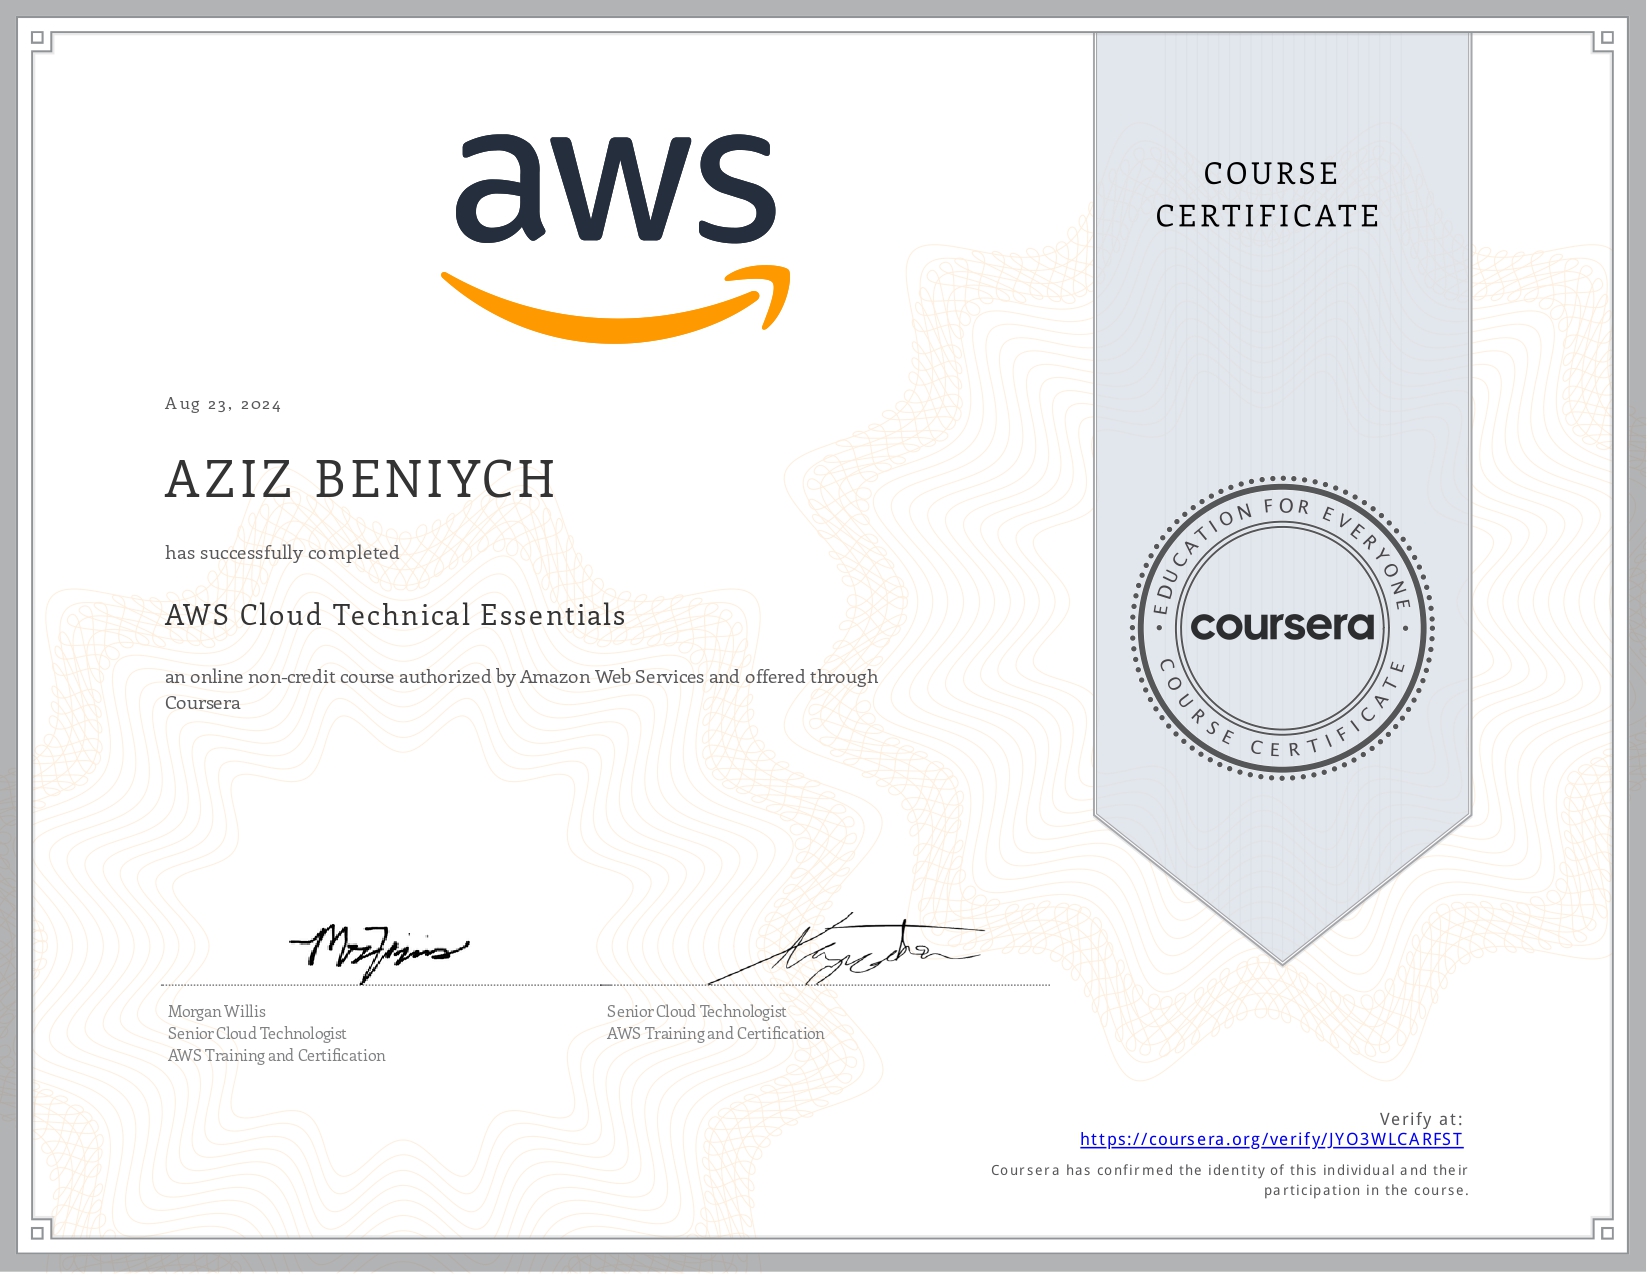 aws
COURSE
CERTIFICATE
Aug 23, 2024
AZIZ BENIYCH
has successfully completed
AWS Cloud Technical Essentials
an online non-credit course authorized by Amazon Web Services and offered through
Coursera
EDUCATION FOR EVERYONE
coursera
COURSE CERTIFICATE
Morgan Willis
Senior Cloud Technologist
AWS Training and Certification
Senior Cloud Technologist
AWS Training and Certification
Verify at:
https://coursera.org/verify/JYO3WLCARFST
Coursera has confirmed the identity of this individual and their
participation in the course.